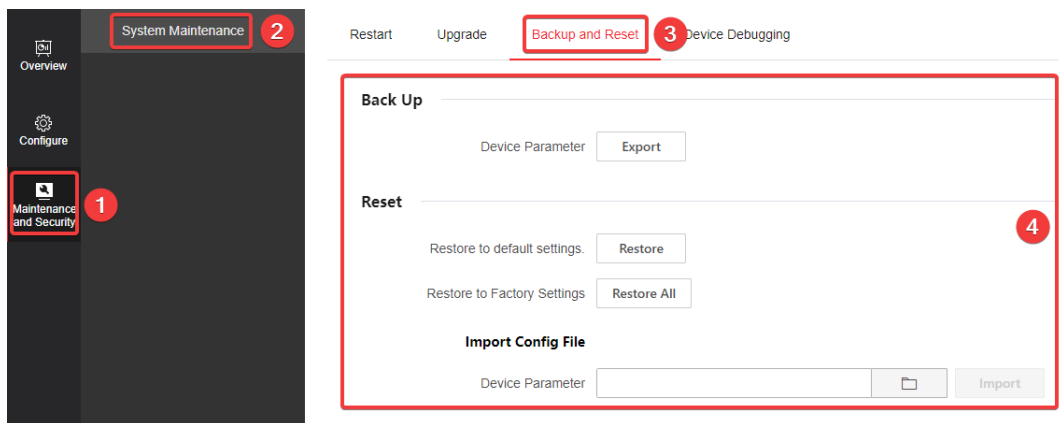 Overview
Configure
Maintenance
and Security
1
System Maintenance
2
Restart
Upgrade
Backup and Reset
3
Device Debugging
Back Up
Device Parameter
Export
Reset
4
Restore to default settings.
Restore
Restore to Factory Settings
Restore All
Import Config File
Device Parameter
Import